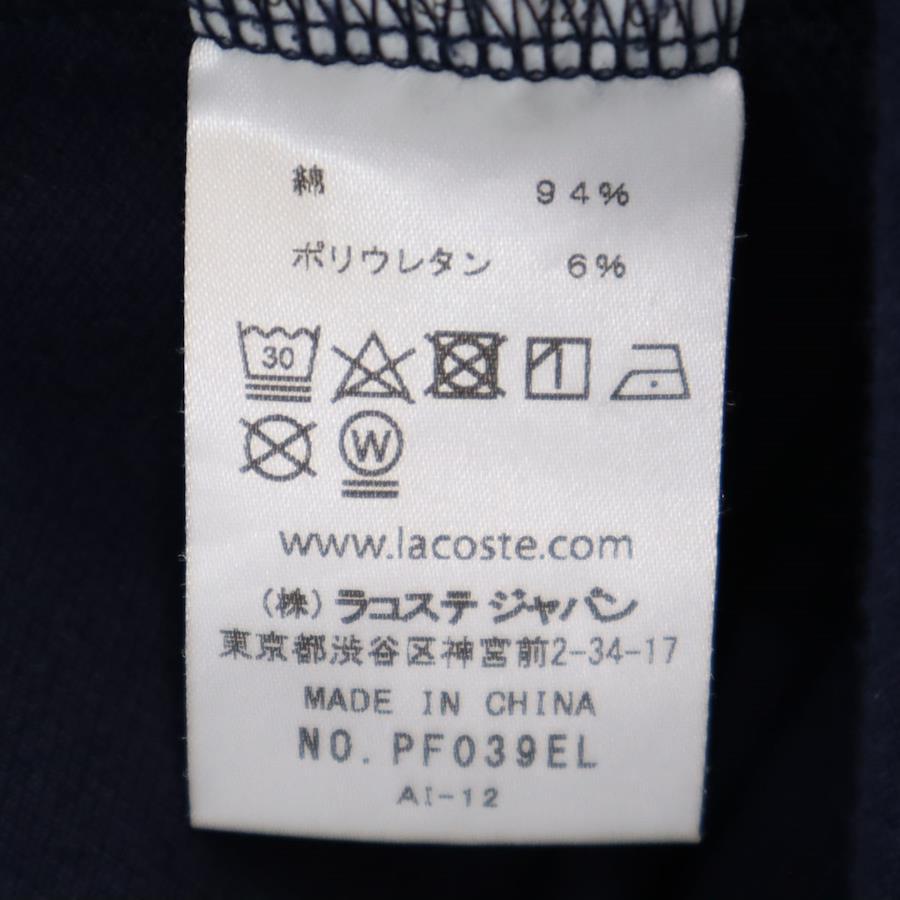 綿 94%
ポリウレタン 6%
30
W
www.lacoste.com
(株)ラコステ ジャパン
東京都渋谷区神宮前2-34-17
MADE IN CHINA
NO. PF039EL
AI-12